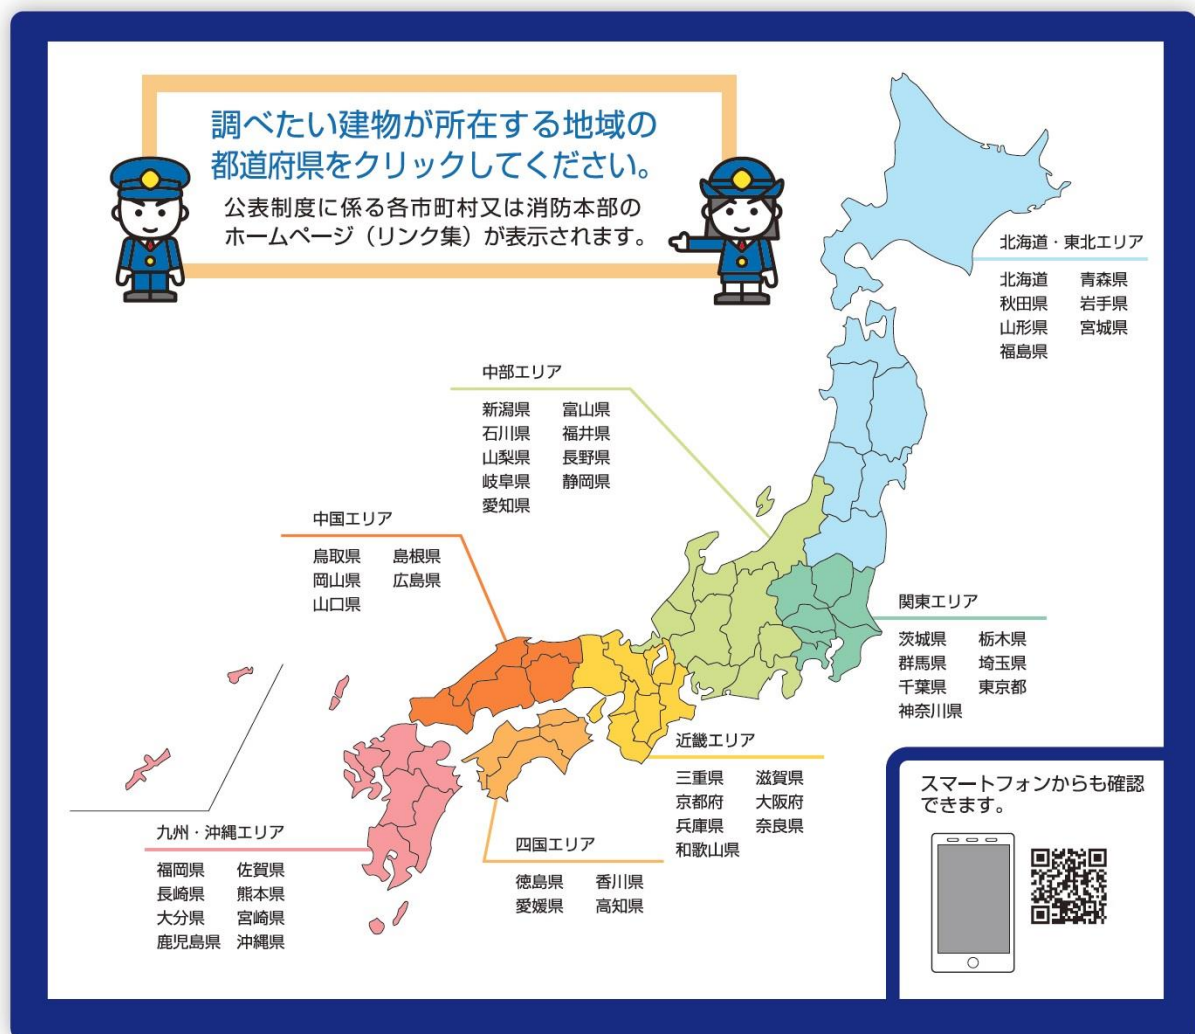 調べたい建物が所在する地域の
都道府県をクリックしてください。
公表制度に係る各市町村又は消防本部の
ホームページ（リンク集）が表示されます。
北海道・東北エリア
北海道 青森県
秋田県 岩手県
山形県 宮城県
福島県
中部エリア
新潟県 富山県
石川県 福井県
山梨県 長野県
岐阜県 静岡県
愛知県
中国エリア
鳥取県 島根県
岡山県 広島県
山口県
関東エリア
茨城県 栃木県
群馬県 埼玉県
千葉県 東京都
神奈川県
近畿エリア
三重県 滋賀県
京都府 大阪府
兵庫県 奈良県
和歌山県
四国エリア
徳島県 香川県
愛媛県 高知県
九州・沖縄エリア
福岡県 佐賀県
長崎県 熊本県
大分県 宮崎県
鹿児島県 沖縄県
スマートフォンからも確認
できます。